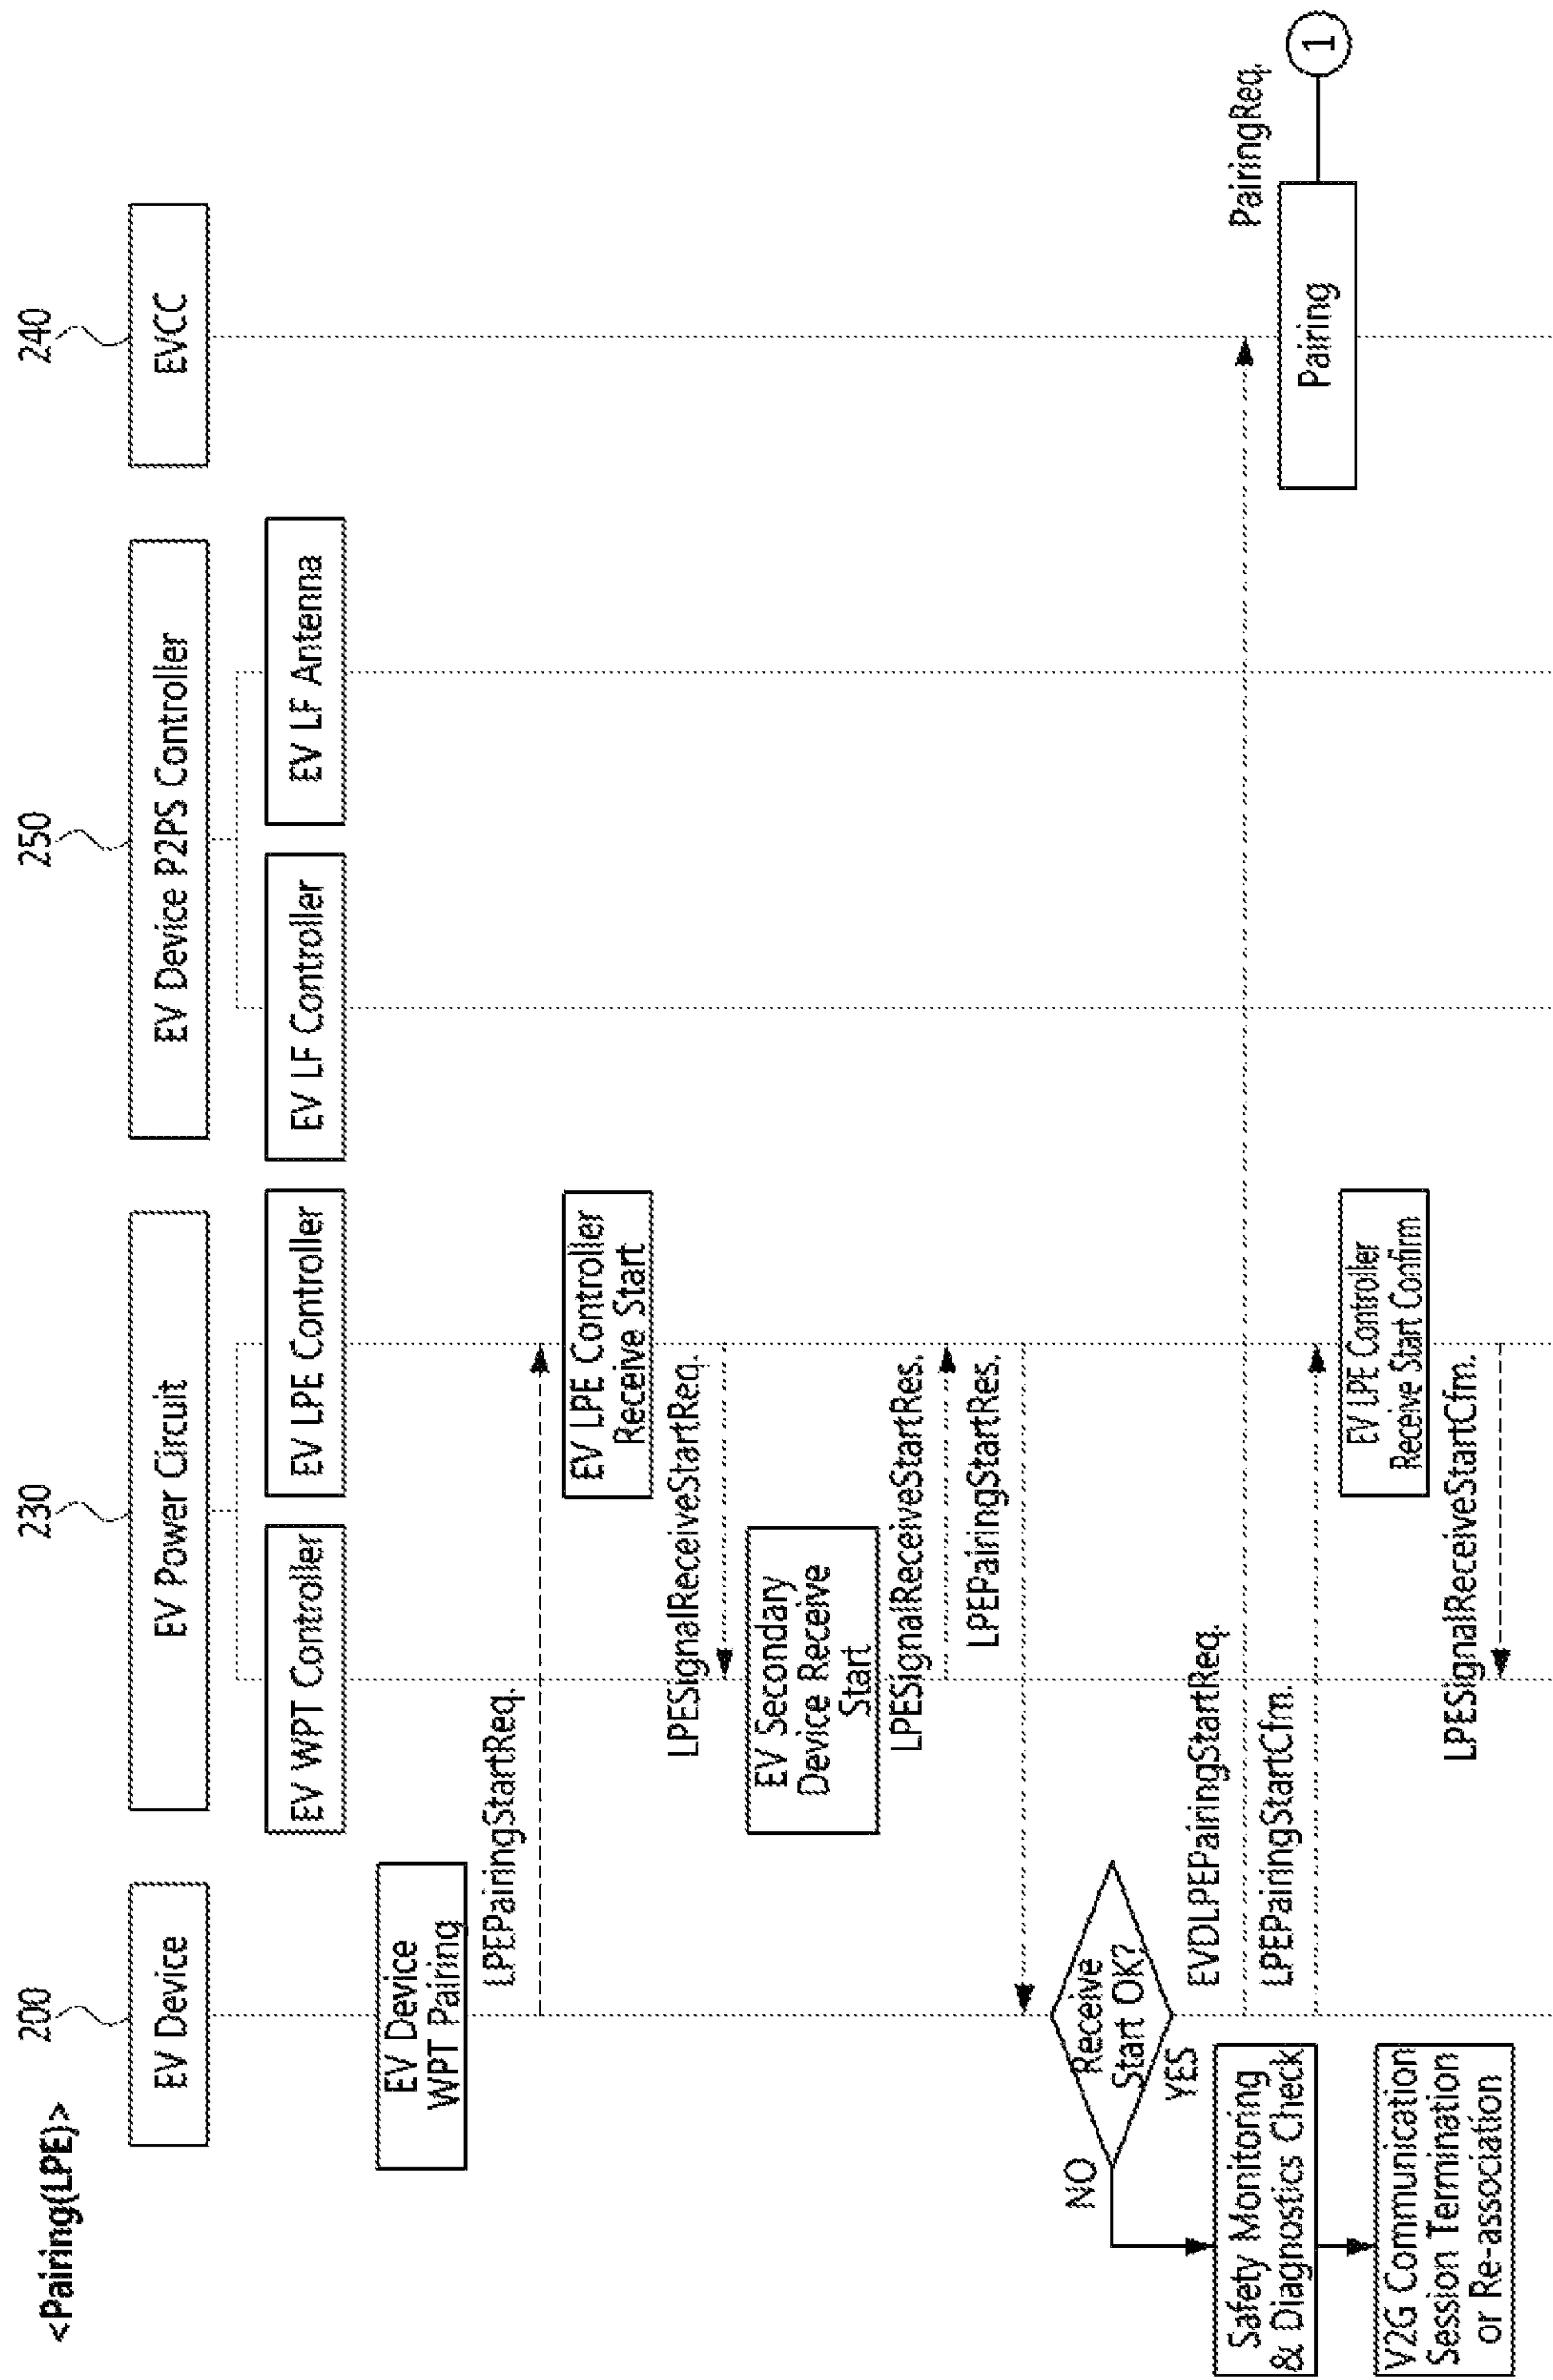 <Pairing(LPE)>
200
230
250
240
EV Device
EV Power Circuit
EV Device P2PS Controller
EVCC
EV WPT Controller
EV LPE Controller
EV LF Controller
EV LF Antenna
EV Device
WPT Pairing
LPEPairingStartReq.
EV LPE Controller
Receive Start
LPESignalReceiveStartReq.
EV Secondary
Device Receive
Start
LPESignalReceiveStartRes.
LPEPairingStartRes.
Receive
Start OK?
NO
YES
Safety Monitoring
& Diagnostics Check
V2G Communication
Session Termination
or Re-association
EVDLPEPairingStartReq.
LPEPairingStartCfm.
PairingReq.
Pairing
1
EV LPE Controller
Receive Start Confirm
LPESignalReceiveStartCfm.